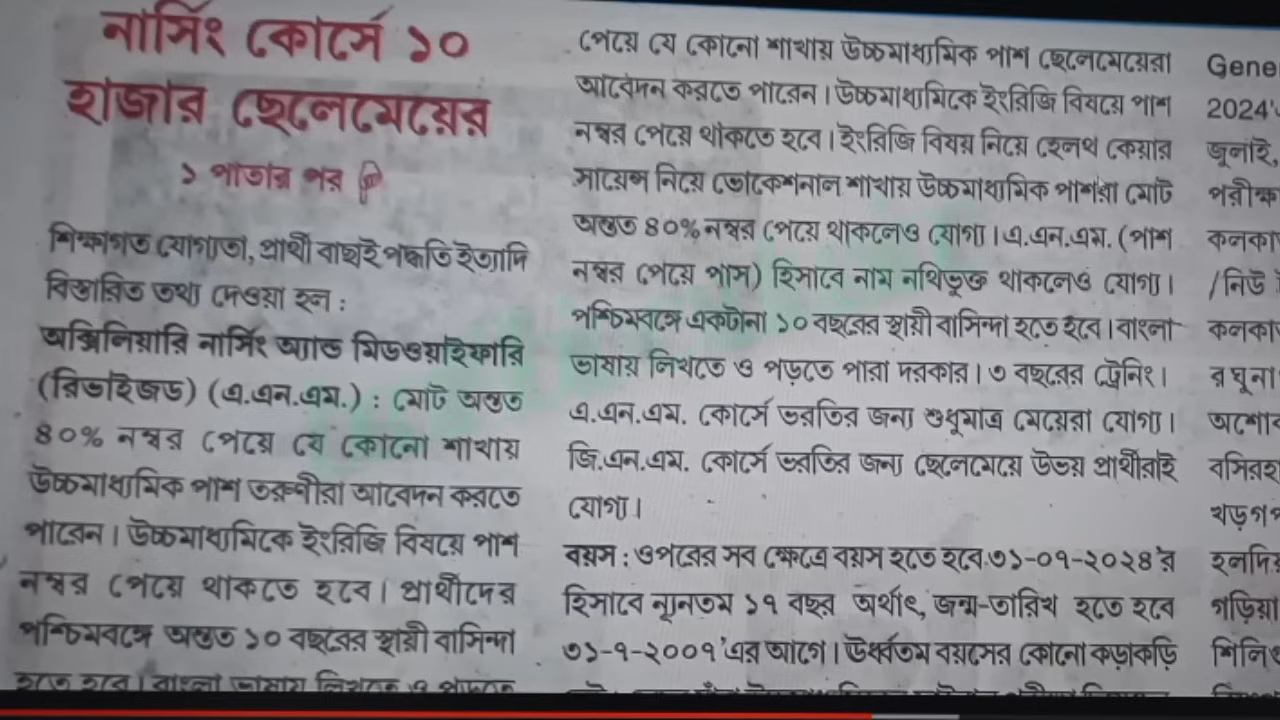 নার্সিং কোর্সে ১০
হাজার ছেলেমেয়ের
১ পাতার পর
শিক্ষাগত যোগ্যতা, প্রার্থী বাছাই পদ্ধতি ইত্যাদি
বিস্তারিত তথ্য দেওয়া হল :
অক্সিলিয়ারি নার্সিং অ্যান্ড মিডওয়াইফারি
(রিভাইজড) (এ.এন.এম.) : মোট অন্তত
৪০% নম্বর পেয়ে যে কোনো শাখায়
উচ্চমাধ্যমিক পাশ তরুণীরা আবেদন করতে
পারেন। উচ্চমাধ্যমিকে ইংরিজি বিষয়ে পাশ
নম্বর পেয়ে থাকতে হবে। প্রার্থীদের
পশ্চিমবঙ্গে অন্তত ১০ বছরের স্থায়ী বাসিন্দা
হতে হবে। বাংলা ভাষায় লিখতে ও পড়তে
পেয়ে যে কোনো শাখায় উচ্চমাধ্যমিক পাশ ছেলেমেয়েরা
আবেদন করতে পারেন। উচ্চমাধ্যমিকে ইংরিজি বিষয়ে পাশ
নম্বর পেয়ে থাকতে হবে। ইংরিজি বিষয় নিয়ে হেলথ কেয়ার
সায়েন্স নিয়ে ভোকেশনাল শাখায় উচ্চমাধ্যমিক পাশরা মোট
অন্তত ৪০% নম্বর পেয়ে থাকলেও যোগ্য। এ.এন.এম. (পাশ
নম্বর পেয়ে পাস) হিসাবে নাম নথিভুক্ত থাকলেও যোগ্য।
পশ্চিমবঙ্গে একটানা ১০ বছরের স্থায়ী বাসিন্দা হতে হবে। বাংলা
ভাষায় লিখতে ও পড়তে পারা দরকার। ৩ বছরের ট্রেনিং।
এ.এন.এম. কোর্সে ভরতির জন্য শুধুমাত্র মেয়েরা যোগ্য।
জি.এন.এম. কোর্সে ভরতির জন্য ছেলেমেয়ে উভয় প্রার্থীরাই
যোগ্য।
বয়স : ওপরের সব ক্ষেত্রে বয়স হতে হবে ৩১-০৭-২০২৪'র
হিসাবে ন্যূনতম ১৭ বছর অর্থাৎ, জন্ম-তারিখ হতে হবে
৩১-৭-২০০৭'এর আগে। ঊর্ধ্বতম বয়সের কোনো কড়াকড়ি
Gene
2024'
জুলাই,
পরীক্ষ
কলকা
/নিউ
কলকা
রঘুনা
অশোক
বসিরহা
খড়গপ
হলদি
গড়িয়া
শিলি